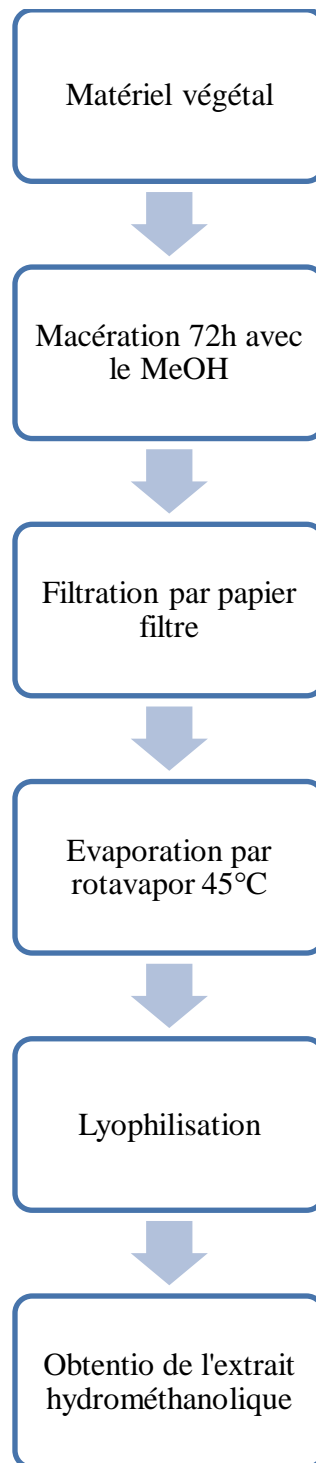 Matériel végétal
Macération 72h avec
le MeOH
Filtration par papier
filtre
Evaporation par
rotavapor 45°C
Lyophilisation
Obtentio de l'extrait
hydrométhanolique